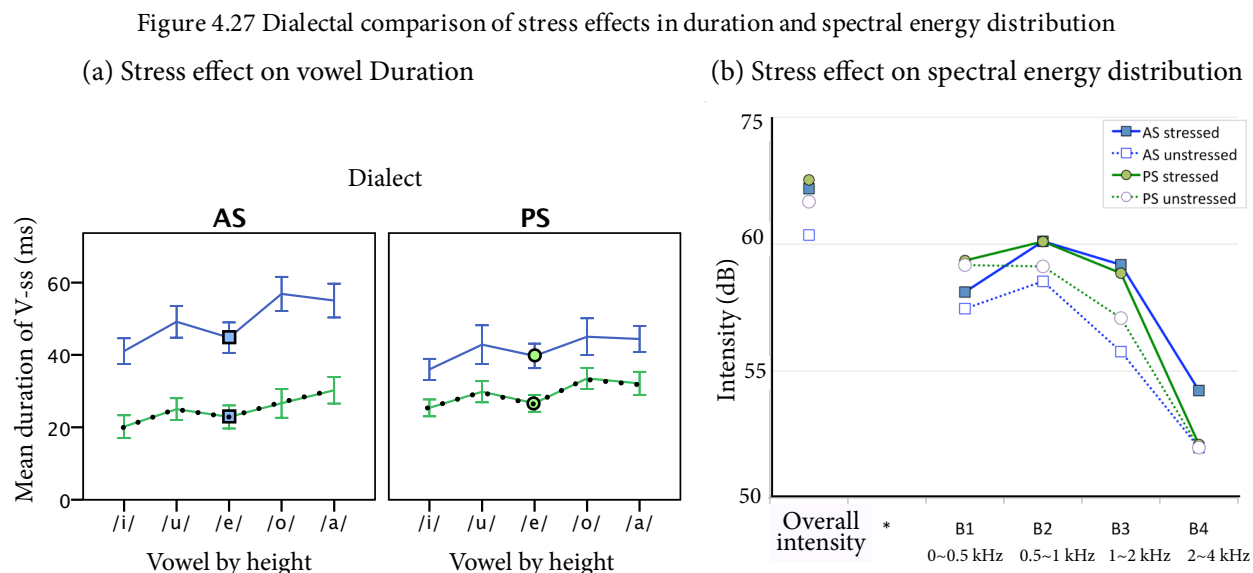 Figure 4.27 Dialectal comparison of stress effects in duration and spectral energy distribution
(a) Stress effect on vowel Duration
Dialect
AS
PS
Mean duration of V-ss (ms)
60
40
20
0
/i/ /u/ /e/ /o/ /a/
/i/ /u/ /e/ /o/ /a/
Vowel by height
Vowel by height
(b) Stress effect on spectral energy distribution
AS stressed
AS unstressed
PS stressed
PS unstressed
Intensity (dB)
75
60
55
50
Overall intensity * B1 B2 B3 B4
0~0.5 kHz 0.5~1 kHz 1~2 kHz 2~4 kHz